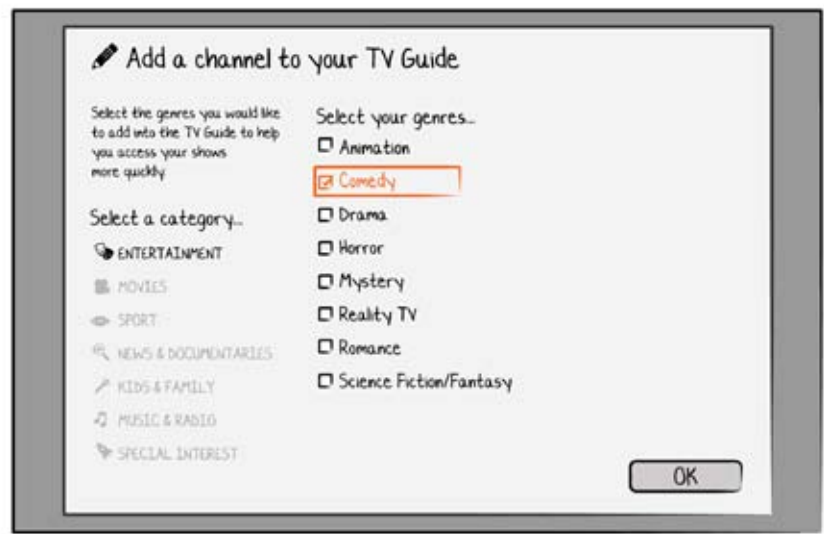 Add a channel to your TV Guide
Select the genres you would like
to add into the TV Guide to help
you access your shows
more quickly
Select a category...
ENTERTAINMENT
MOVIES
SPORT
NEWS & DOCUMENTARIES
KIDS & FAMILY
MUSIC & RADIO
SPECIAL INTEREST
Select your genres...
Animation
Comedy
Drama
Horror
Mystery
Reality TV
Romance
Science Fiction/Fantasy
OK